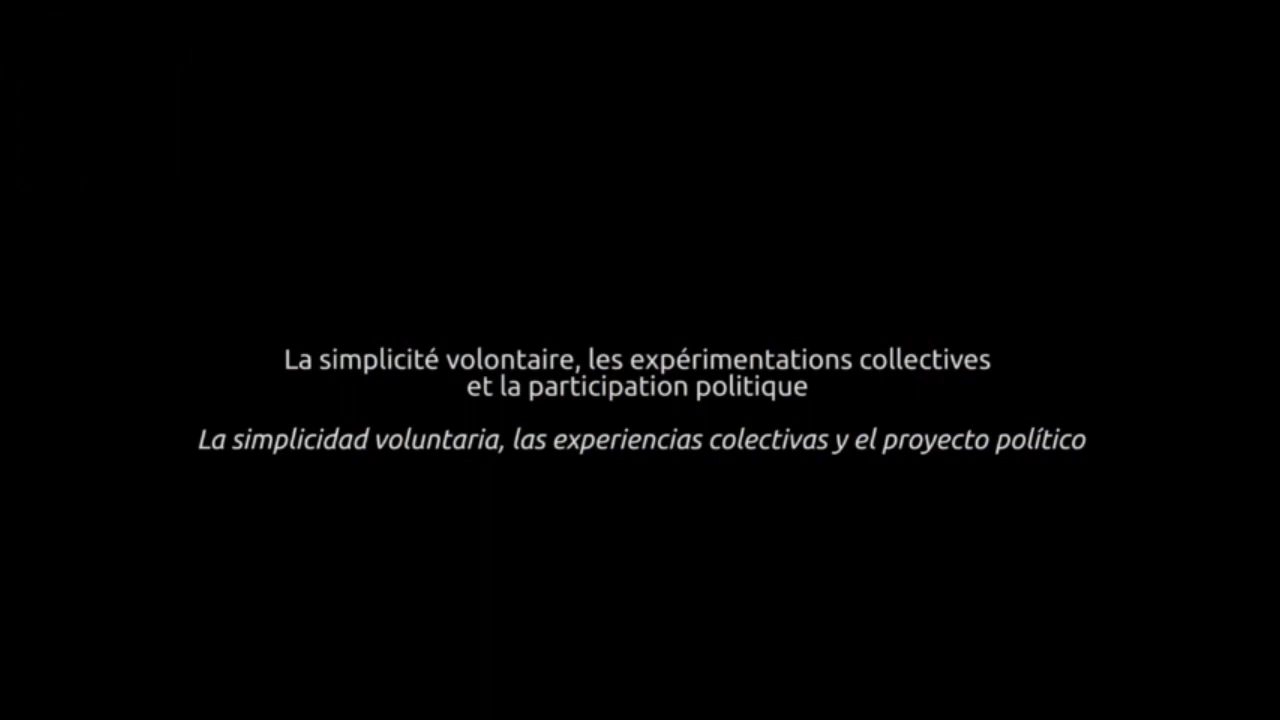 La simplicité volontaire, les expérimentations collectives
et la participation politique
La simplicidad voluntaria, las experiencias colectivas y el proyecto político